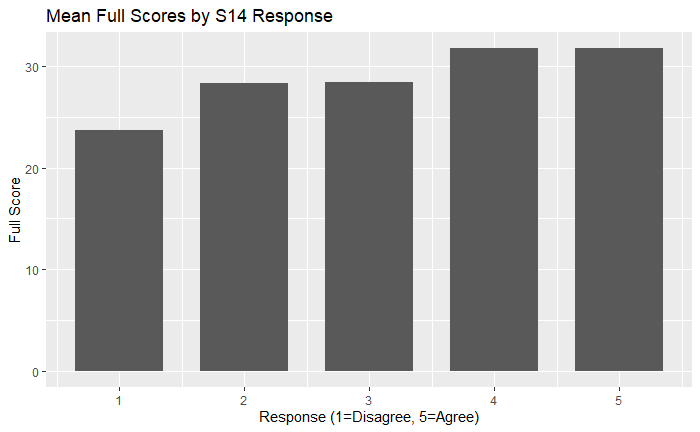 Mean Full Scores by S14 Response
Full Score
30
20
10
0
1 2 3 4 5
Response (1=Disagree, 5=Agree)